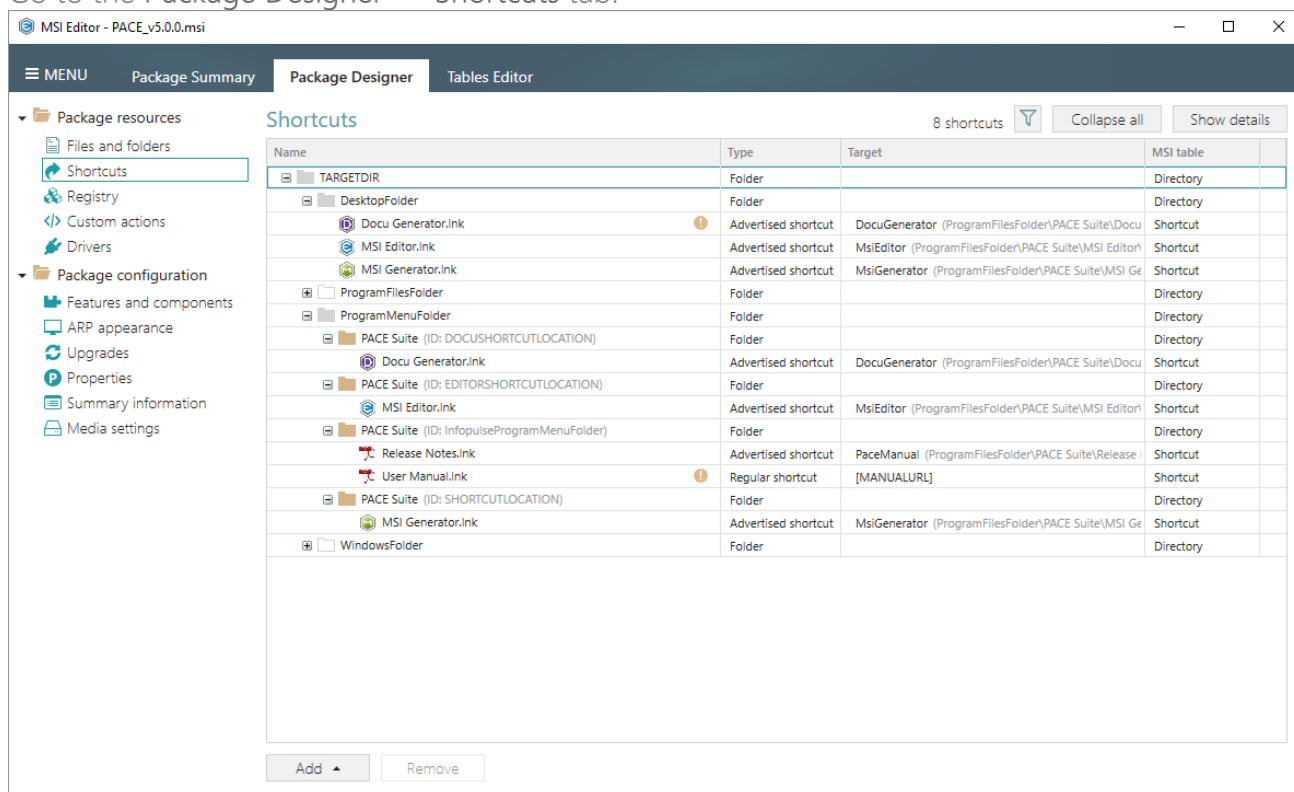 MSI Editor - PACE_v5.0.0.msi
MENU Package Summary Package Designer Tables Editor
Package resources
Files and folders
Shortcuts
Registry
Custom actions
Drivers
Package configuration
Features and components
ARP appearance
Upgrades
Properties
Summary information
Media settings
Shortcuts 8 shortcuts Collapse all Show details
Name Type Target MSI table
TARGETDIR Folder Directory
DesktopFolder Folder Directory
Docu Generator.lnk Advertised shortcut DocuGenerator (ProgramFilesFolder\PACE Suite\Docu Shortcut
MSI Editor.lnk Advertised shortcut MsiEditor (ProgramFilesFolder\PACE Suite\MSI Editor\ Shortcut
MSI Generator.lnk Advertised shortcut MsiGenerator (ProgramFilesFolder\PACE Suite\MSI Ge Shortcut
ProgramFilesFolder Folder Directory
ProgramMenuFolder Folder Directory
PACE Suite (ID: DOCUSHORTCUTLOCATION) Folder Directory
Docu Generator.lnk Advertised shortcut DocuGenerator (ProgramFilesFolder\PACE Suite\Docu Shortcut
PACE Suite (ID: EDITORSHORTCUTLOCATION) Folder Directory
MSI Editor.lnk Advertised shortcut MsiEditor (ProgramFilesFolder\PACE Suite\MSI Editor\ Shortcut
PACE Suite (ID: InfopulseProgramMenuFolder) Folder Directory
Release Notes.lnk Advertised shortcut PaceManual (ProgramFilesFolder\PACE Suite\Release Shortcut
User Manual.lnk Regular shortcut [MANUALURL] Shortcut
PACE Suite (ID: SHORTCUTLOCATION) Folder Directory
MSI Generator.lnk Advertised shortcut MsiGenerator (ProgramFilesFolder\PACE Suite\MSI Ge Shortcut
WindowsFolder Folder Directory
Add Remove